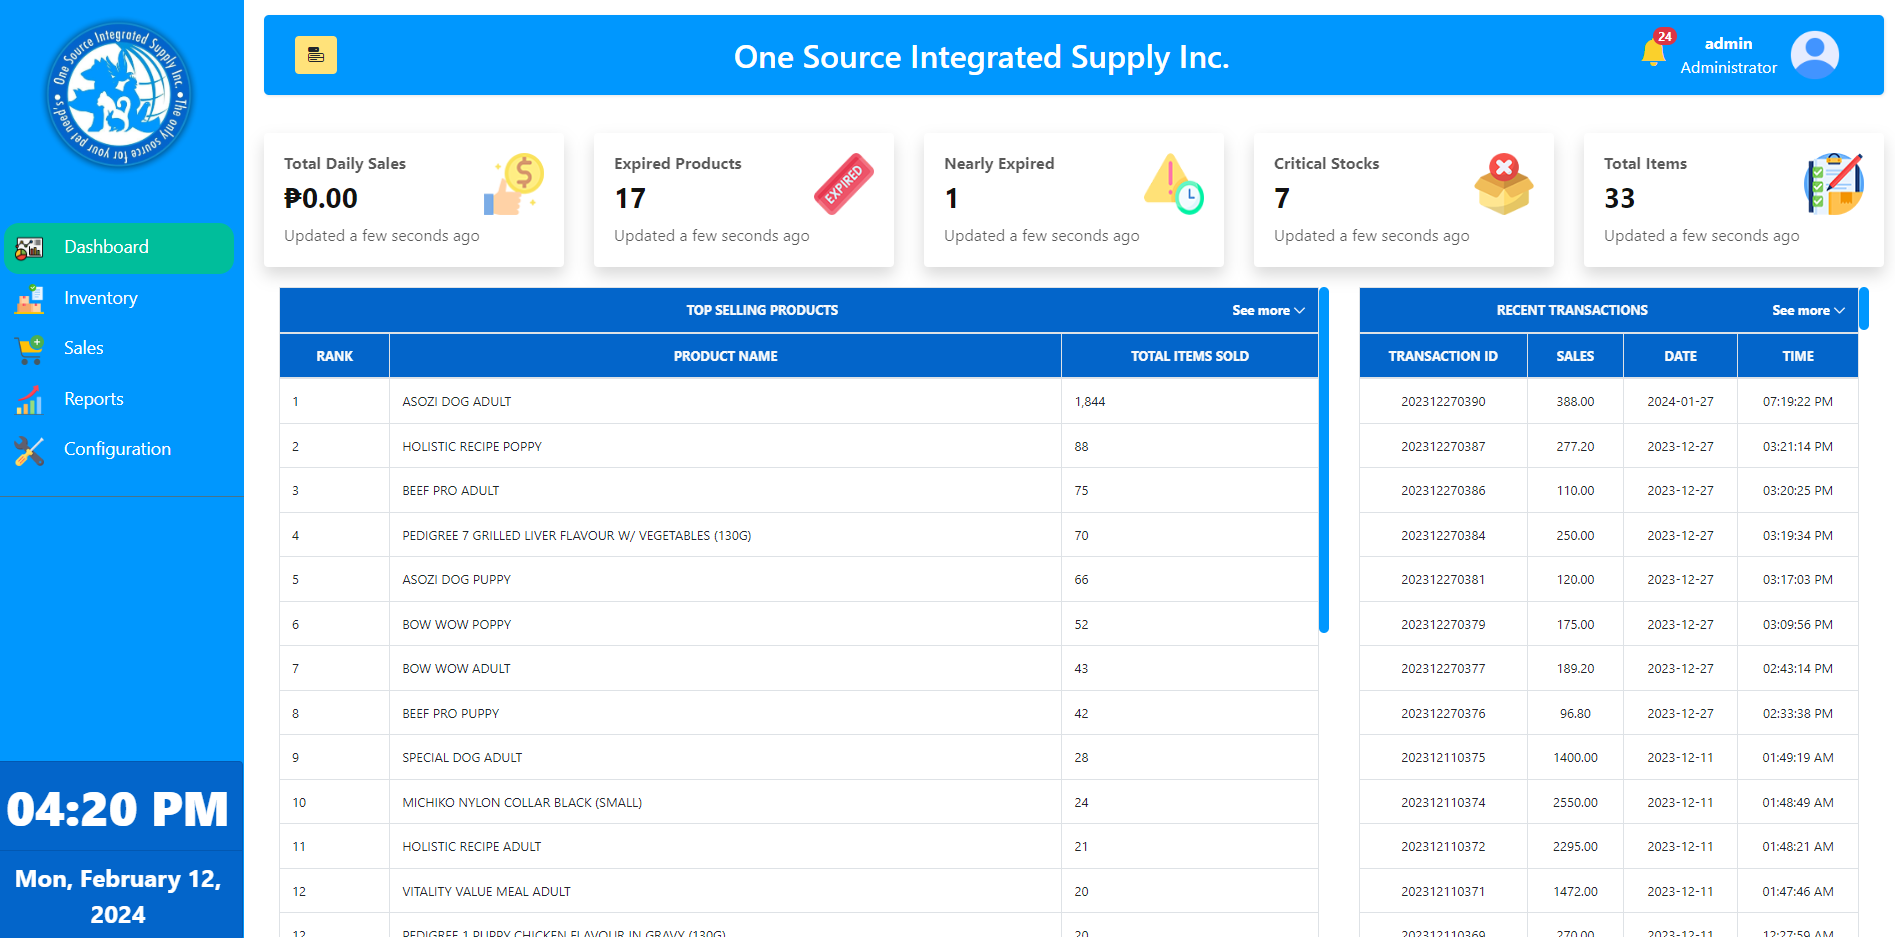 One Source Integrated Supply Inc. • The only source for your pet need's •
Dashboard
Inventory
Sales
Reports
Configuration
04:20 PM
Mon, February 12,
2024
One Source Integrated Supply Inc.
24
admin
Administrator
Total Daily Sales
₱0.00
Updated a few seconds ago
Expired Products
17
Updated a few seconds ago
EXPIRED
Nearly Expired
1
Updated a few seconds ago
Critical Stocks
7
Updated a few seconds ago
Total Items
33
Updated a few seconds ago
TOP SELLING PRODUCTS See more
RANK PRODUCT NAME TOTAL ITEMS SOLD
1 ASOZI DOG ADULT 1,844
2 HOLISTIC RECIPE POPPY 88
3 BEEF PRO ADULT 75
4 PEDIGREE 7 GRILLED LIVER FLAVOUR W/ VEGETABLES (130G) 70
5 ASOZI DOG PUPPY 66
6 BOW WOW POPPY 52
7 BOW WOW ADULT 43
8 BEEF PRO PUPPY 42
9 SPECIAL DOG ADULT 28
10 MICHIKO NYLON COLLAR BLACK (SMALL) 24
11 HOLISTIC RECIPE ADULT 21
12 VITALITY VALUE MEAL ADULT 20
12 PEDIGREE 1 PUPPY CHICKEN FLAVOUR IN GRAVY (130G) 20
RECENT TRANSACTIONS See more
TRANSACTION ID SALES DATE TIME
202312270390 388.00 2024-01-27 07:19:22 PM
202312270387 277.20 2023-12-27 03:21:14 PM
202312270386 110.00 2023-12-27 03:20:25 PM
202312270384 250.00 2023-12-27 03:19:34 PM
202312270381 120.00 2023-12-27 03:17:03 PM
202312270379 175.00 2023-12-27 03:09:56 PM
202312270377 189.20 2023-12-27 02:43:14 PM
202312270376 96.80 2023-12-27 02:33:38 PM
202312110375 1400.00 2023-12-11 01:49:19 AM
202312110374 2550.00 2023-12-11 01:48:49 AM
202312110372 2295.00 2023-12-11 01:48:21 AM
202312110371 1472.00 2023-12-11 01:47:46 AM
202312110369 270.00 2023-12-11 12:27:59 AM